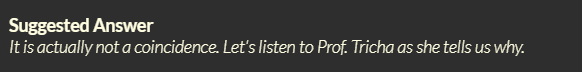 Suggested Answer
It is actually not a coincidence. Let's listen to Prof. Tricha as she tells us why.